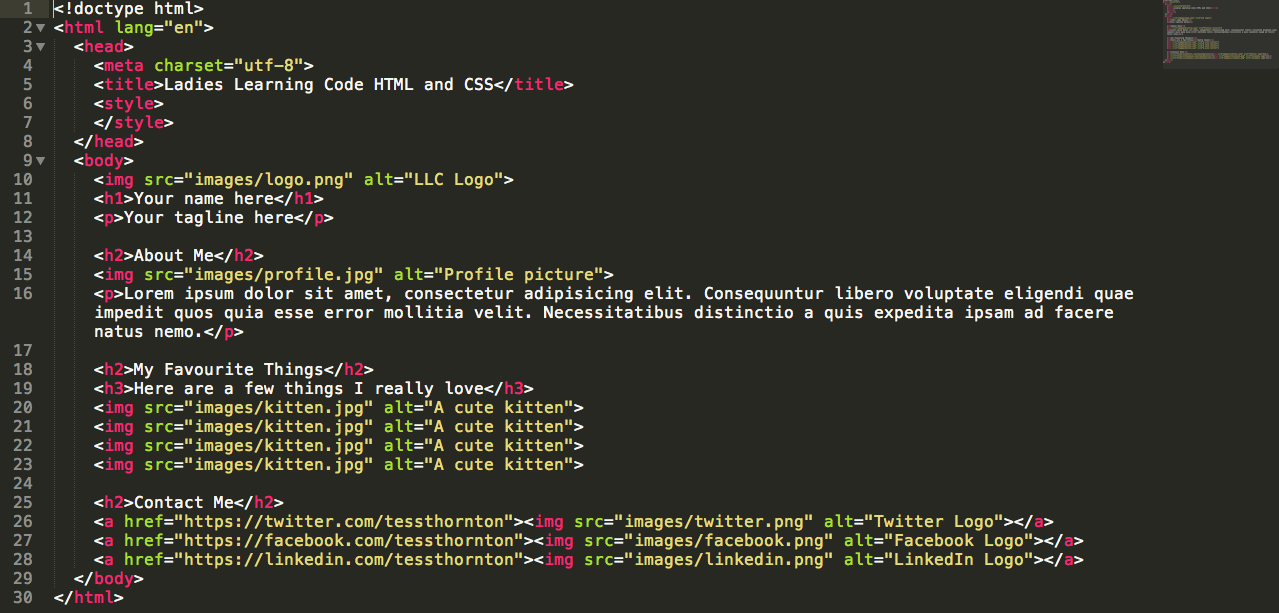 1 <!doctype html>
2 <html lang="en">
3 <head>
4 <meta charset="utf-8">
5 <title>Ladies Learning Code HTML and CSS</title>
6 <style>
7 </style>
8 </head>
9 <body>
10 <img src="images/logo.png" alt="LLC Logo">
11 <h1>Your name here</h1>
12 <p>Your tagline here</p>
13
14 <h2>About Me</h2>
15 <img src="images/profile.jpg" alt="Profile picture">
16 <p>Lorem ipsum dolor sit amet, consectetur adipisicing elit. Consequuntur libero voluptate eligendi quae
impedit quos quia esse error mollitia velit. Necessitatibus distinctio a quis expedita ipsam ad facere
natus nemo.</p>
17
18 <h2>My Favourite Things</h2>
19 <h3>Here are a few things I really love</h3>
20 <img src="images/kitten.jpg" alt="A cute kitten">
21 <img src="images/kitten.jpg" alt="A cute kitten">
22 <img src="images/kitten.jpg" alt="A cute kitten">
23 <img src="images/kitten.jpg" alt="A cute kitten">
24
25 <h2>Contact Me</h2>
26 <a href="https://twitter.com/tessthornton"><img src="images/twitter.png" alt="Twitter Logo"></a>
27 <a href="https://facebook.com/tessthornton"><img src="images/facebook.png" alt="Facebook Logo"></a>
28 <a href="https://linkedin.com/tessthornton"><img src="images/linkedin.png" alt="LinkedIn Logo"></a>
29 </body>
30 </html>